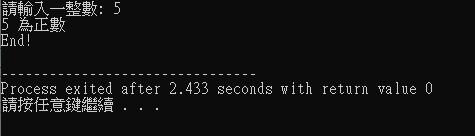 請輸入一整數: 5
5 為正數
End!
--------------------------------
Process exited after 2.433 seconds with return value 0
請按任意鍵繼續 . . .